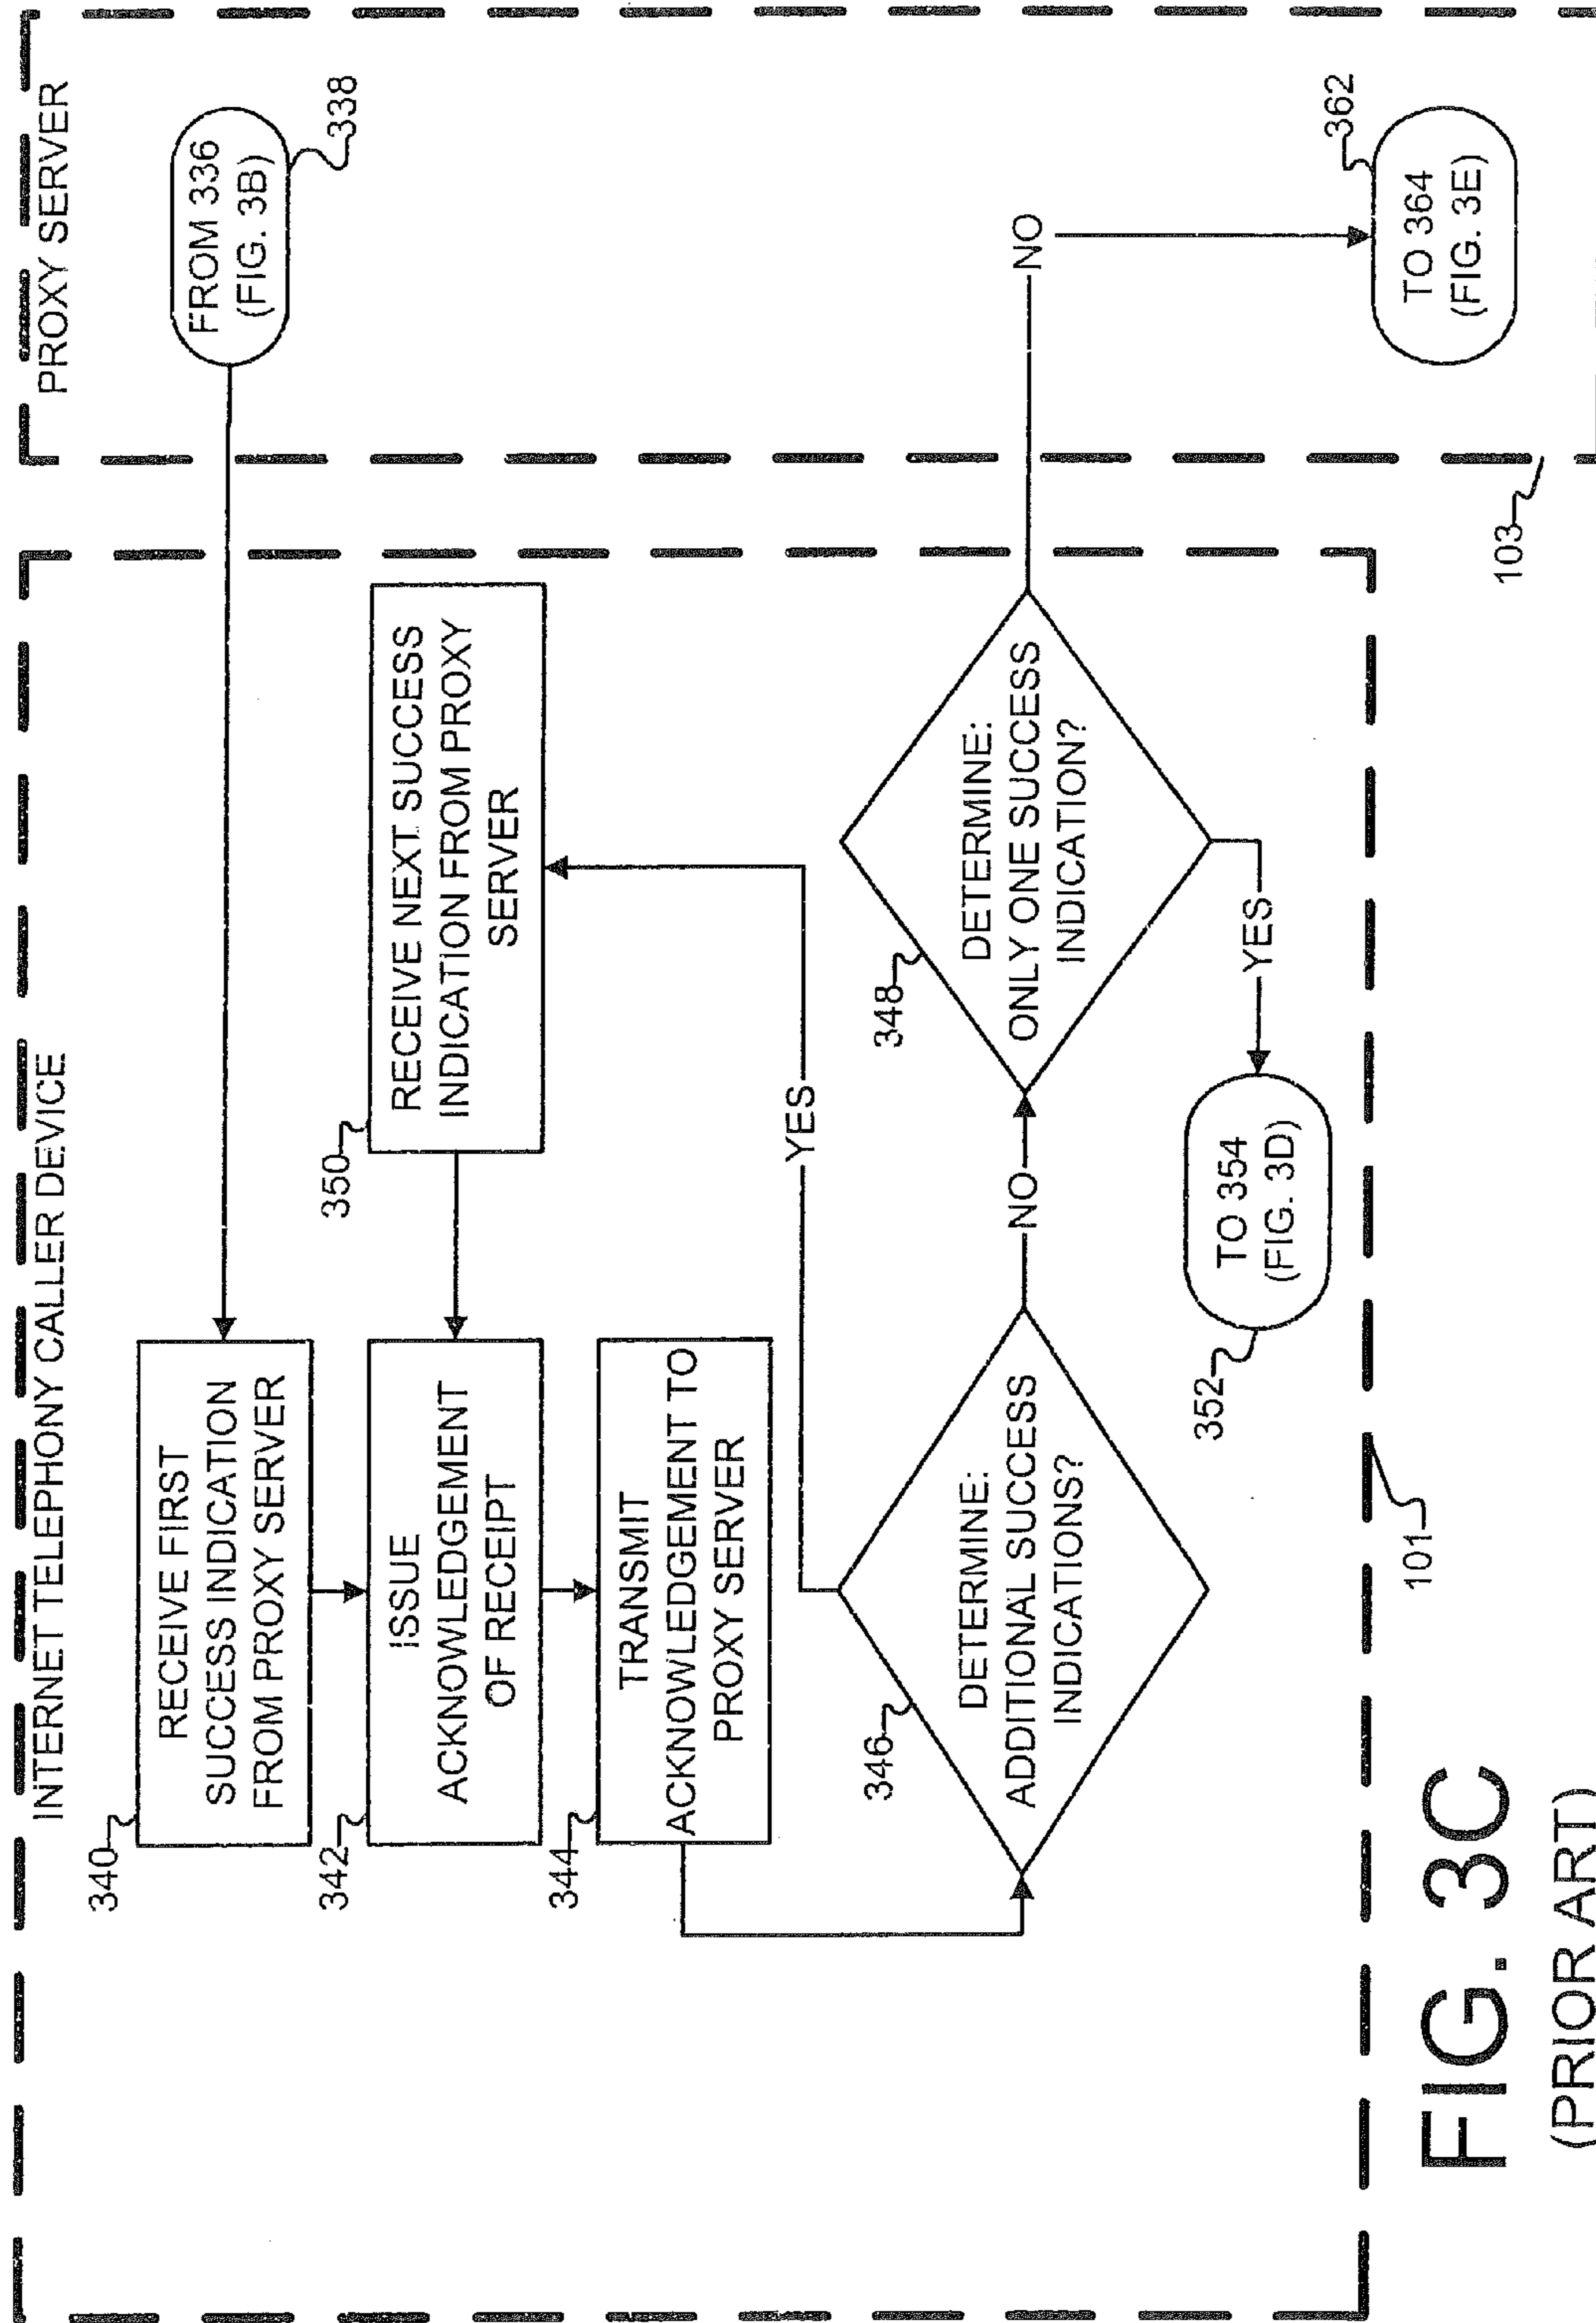 INTERNET TELEPHONY CALLER DEVICE
PROXY SERVER
FROM 336
(FIG. 3B)
338
340
RECEIVE FIRST
SUCCESS INDICATION
FROM PROXY SERVER
342
ISSUE
ACKNOWLEDGEMENT
OF RECEIPT
350
RECEIVE NEXT SUCCESS
INDICATION FROM PROXY
SERVER
344
TRANSMIT
ACKNOWLEDGEMENT TO
PROXY SERVER
YES
346
DETERMINE:
ADDITIONAL SUCCESS
INDICATIONS?
NO
348
DETERMINE:
ONLY ONE SUCCESS
INDICATION?
NO
YES
352
TO 354
(FIG. 3D)
362
TO 364
(FIG. 3E)
101
103
FIG. 3C
(PRIOR ART)